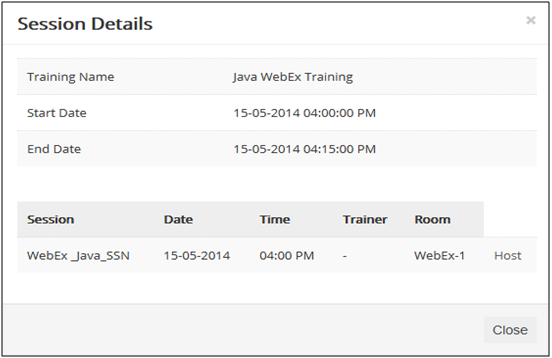 Session Details ×
Training Name Java WebEx Training
Start Date 15-05-2014 04:00:00 PM
End Date 15-05-2014 04:15:00 PM
Session Date Time Trainer Room
WebEx _Java_SSN 15-05-2014 04:00 PM - WebEx-1 Host
Close